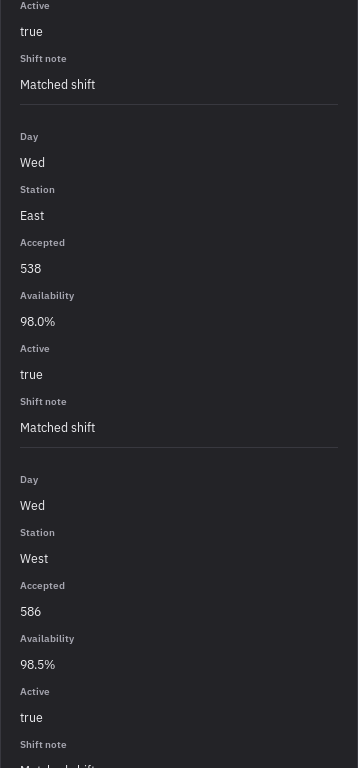 Active
true
Shift note
Matched shift
Day
Wed
Station
East
Accepted
538
Availability
98.0%
Active
true
Shift note
Matched shift
Day
Wed
Station
West
Accepted
586
Availability
98.5%
Active
true
Shift note